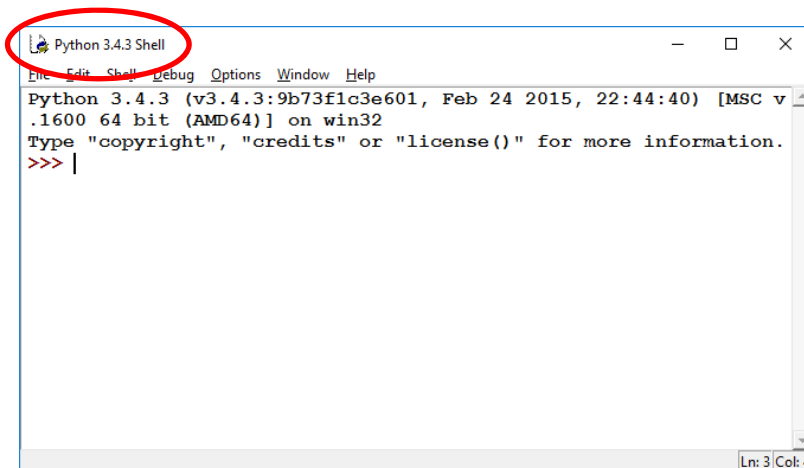 Python 3.4.3 Shell
File Edit Shell Debug Options Window Help
Python 3.4.3 (v3.4.3:9b73f1c3e601, Feb 24 2015, 22:44:40) [MSC v
.1600 64 bit (AMD64)] on win32
Type "copyright", "credits" or "license()" for more information.
>>>
Ln: 3 Col: